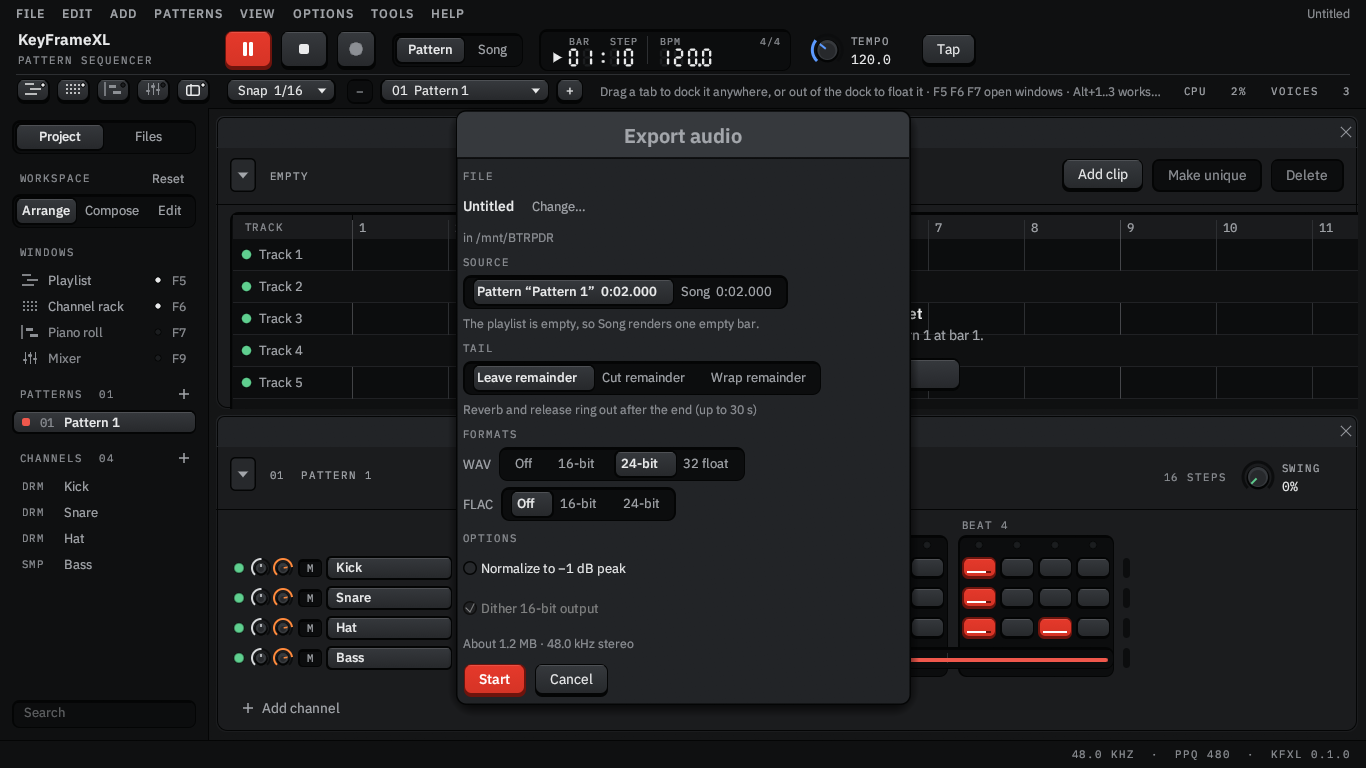 FILE EDIT ADD PATTERNS VIEW OPTIONS TOOLS HELP Untitled
KeyFrameXL
PATTERN SEQUENCER
Pattern Song
BAR STEP BPM 4/4
01:10 120.0
TEMPO
120.0
Tap
Snap 1/16 − 01 Pattern 1 +
Drag a tab to dock it anywhere, or out of the dock to float it · F5 F6 F7 open windows · Alt+1..3 works…
CPU 2% VOICES 3
Project Files
WORKSPACE Reset
Arrange Compose Edit
WINDOWS
Playlist F5
Channel rack F6
Piano roll F7
Mixer F9
PATTERNS 01 +
01 Pattern 1
CHANNELS 04 +
DRM Kick
DRM Snare
DRM Hat
SMP Bass
Search
EMPTY
Add clip Make unique Delete
TRACK 1 7 8 9 10 11
Track 1
Track 2
Track 3
Track 4
Track 5
et
n 1 at bar 1.
Export audio
FILE
Untitled Change…
in /mnt/BTRPDR
SOURCE
Pattern “Pattern 1” 0:02.000 Song 0:02.000
The playlist is empty, so Song renders one empty bar.
TAIL
Leave remainder Cut remainder Wrap remainder
Reverb and release ring out after the end (up to 30 s)
FORMATS
WAV Off 16-bit 24-bit 32 float
FLAC Off 16-bit 24-bit
OPTIONS
Normalize to −1 dB peak
Dither 16-bit output
About 1.2 MB · 48.0 kHz stereo
Start Cancel
01 PATTERN 1
16 STEPS
SWING
0%
BEAT 4
M Kick
M Snare
M Hat
M Bass
+ Add channel
48.0 KHZ · PPQ 480 · KFXL 0.1.0